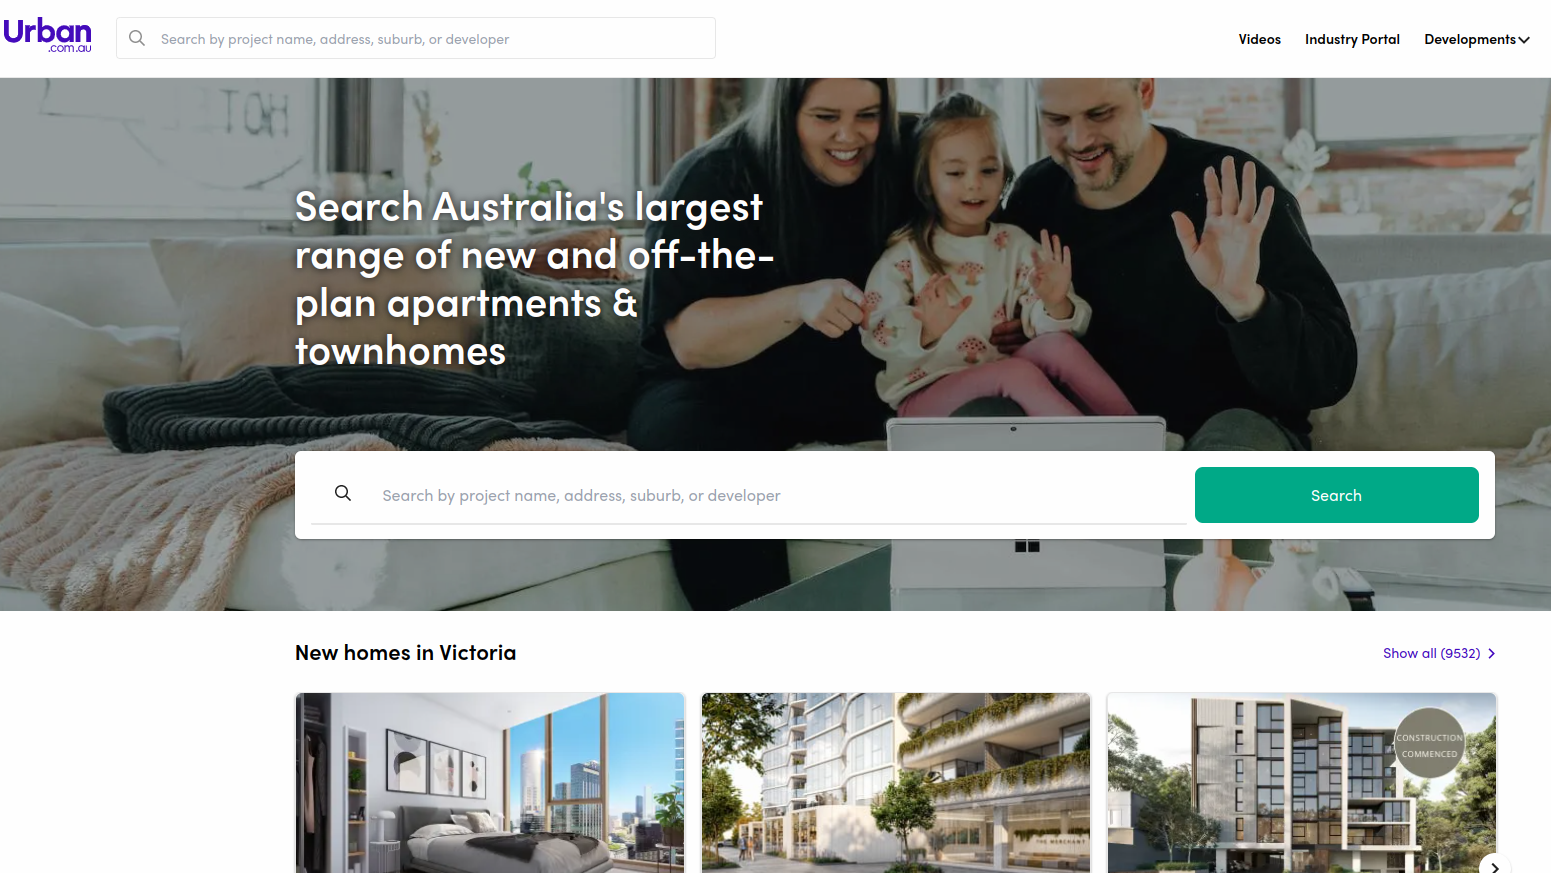 Urban
.com.au
Search by project name, address, suburb, or developer
Videos
Industry Portal
Developments
Search Australia's largest
range of new and off-the-
plan apartments &
townhomes
Search by project name, address, suburb, or developer
Search
New homes in Victoria
Show all (9532)
CONSTRUCTION
COMMENCED
THE MERCHANT